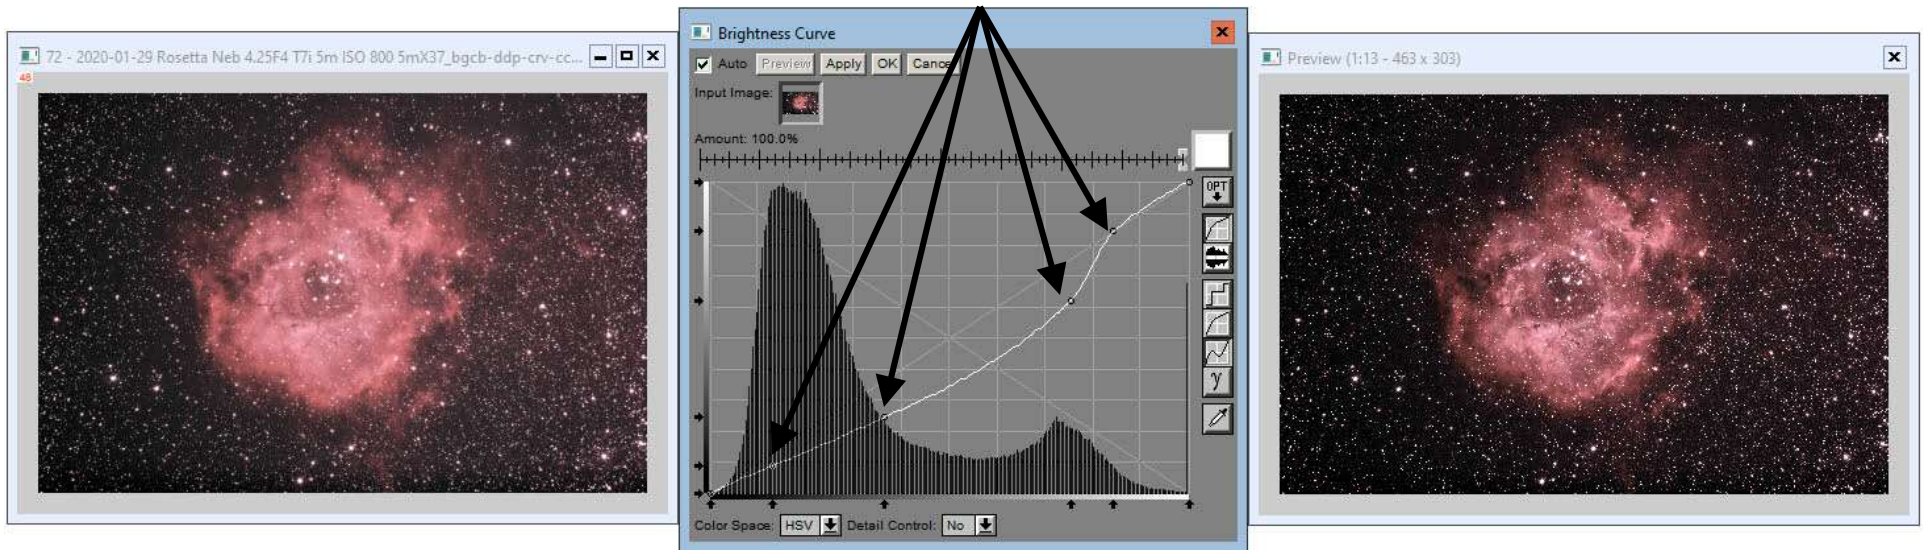 72 - 2020-01-29 Rosetta Neb 4.25F4 T7i 5m ISO 800 5mX37_bgcb-ddp-crv-cc...
48
Brightness Curve
Auto Preview Apply OK Cancel
Input Image:
Amount: 100.0%
OPT
γ
Color Space: HSV Detail Control: No
Preview (1:13 - 463 x 303)